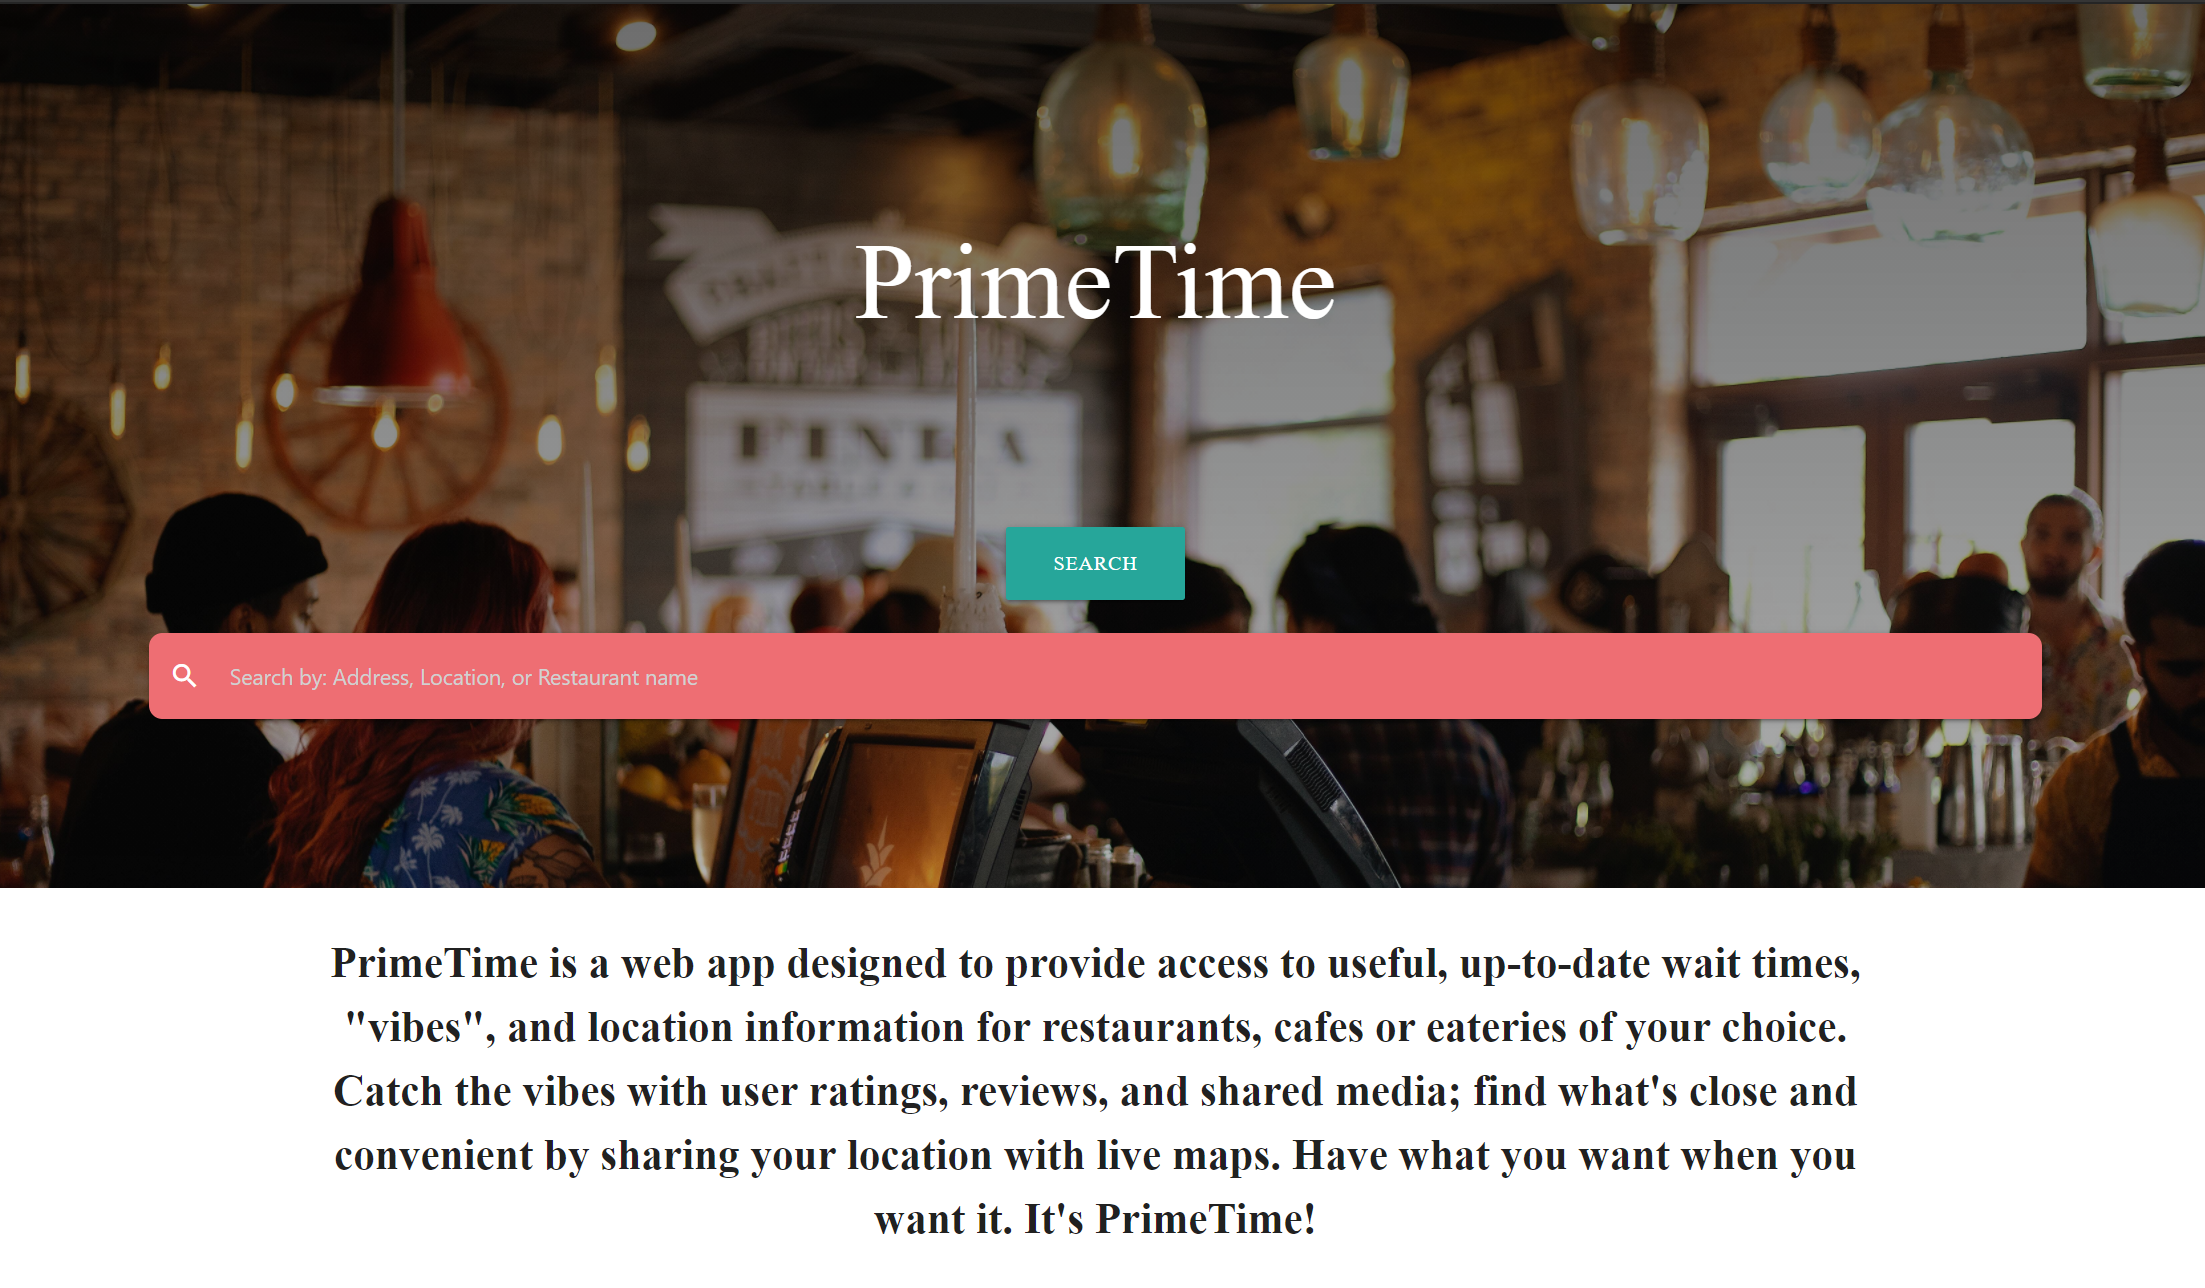 PrimeTime
SEARCH
Search by: Address, Location, or Restaurant name
PrimeTime is a web app designed to provide access to useful, up-to-date wait times,
"vibes", and location information for restaurants, cafes or eateries of your choice.
Catch the vibes with user ratings, reviews, and shared media; find what's close and
convenient by sharing your location with live maps. Have what you want when you
want it. It's PrimeTime!